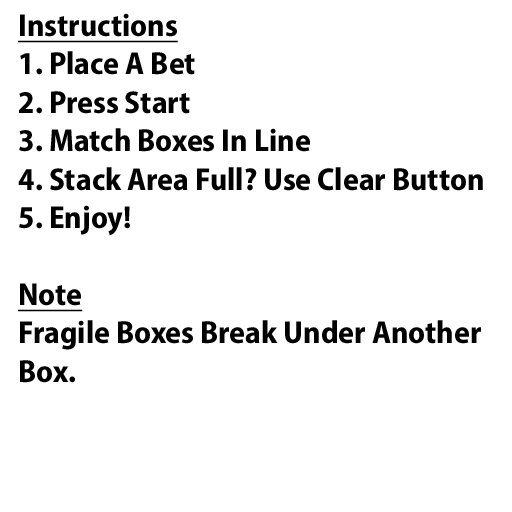 Instructions
1. Place A Bet
2. Press Start
3. Match Boxes In Line
4. Stack Area Full? Use Clear Button
5. Enjoy!
Note
Fragile Boxes Break Under Another
Box.